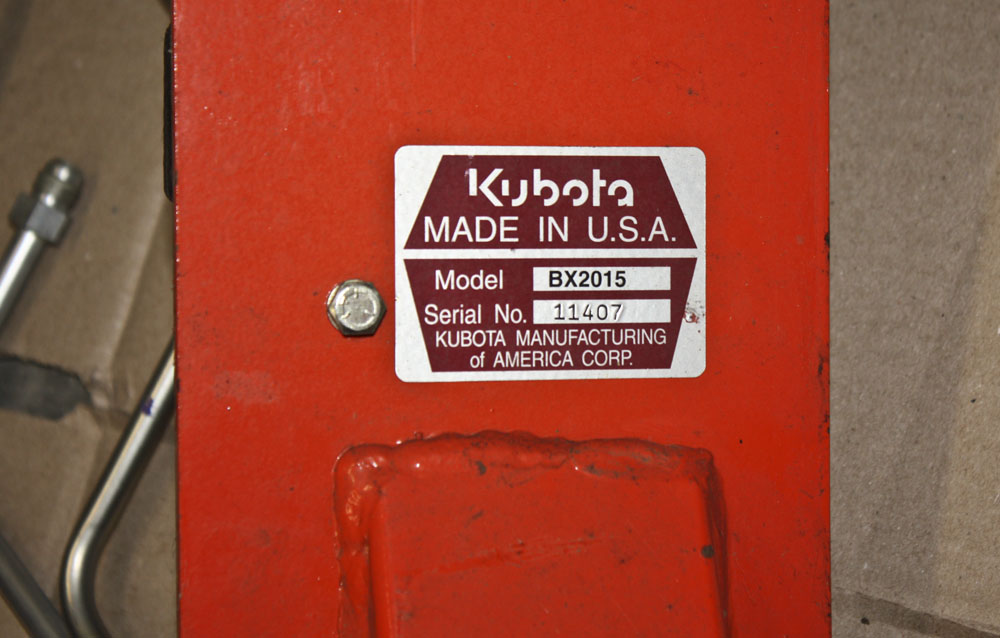 Kubota
MADE IN U.S.A.
Model BX2015
Serial No. 11407
KUBOTA MANUFACTURING
of AMERICA CORP.